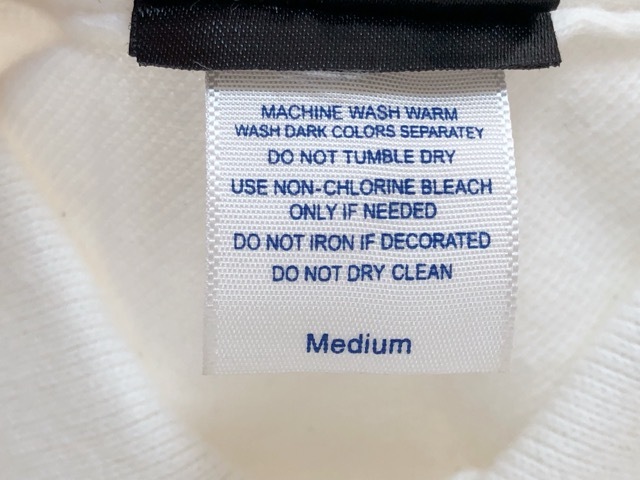 MACHINE WASH WARM
WASH DARK COLORS SEPARATEY
DO NOT TUMBLE DRY
USE NON-CHLORINE BLEACH
ONLY IF NEEDED
DO NOT IRON IF DECORATED
DO NOT DRY CLEAN
Medium